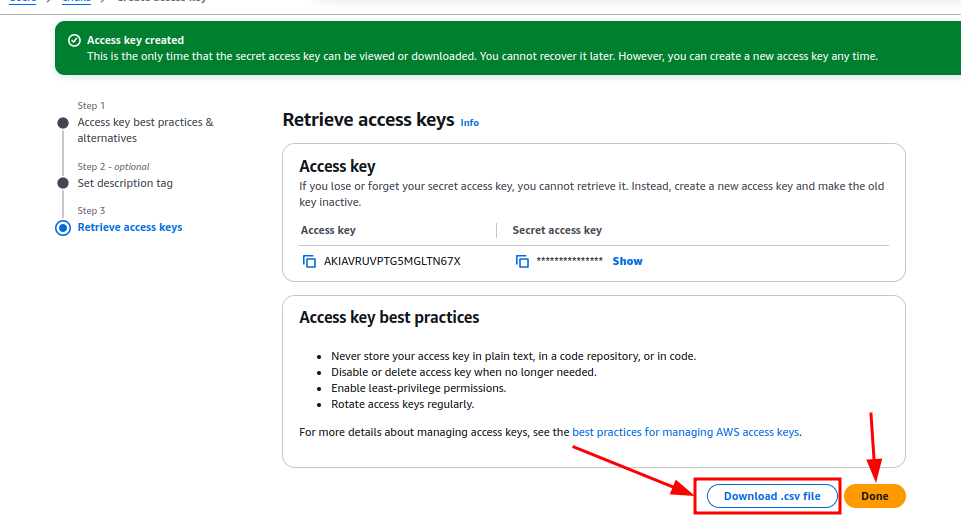 Access key created
This is the only time that the secret access key can be viewed or downloaded. You cannot recover it later. However, you can create a new access key any time.
Step 1
Access key best practices &
alternatives
Step 2 - optional
Set description tag
Step 3
Retrieve access keys
Retrieve access keys Info
Access key
If you lose or forget your secret access key, you cannot retrieve it. Instead, create a new access key and make the old
key inactive.
Access key Secret access key
AKIAVRUVPTG5MGLTN67X *************** Show
Access key best practices
• Never store your access key in plain text, in a code repository, or in code.
• Disable or delete access key when no longer needed.
• Enable least-privilege permissions.
• Rotate access keys regularly.
For more details about managing access keys, see the best practices for managing AWS access keys.
Download .csv file Done